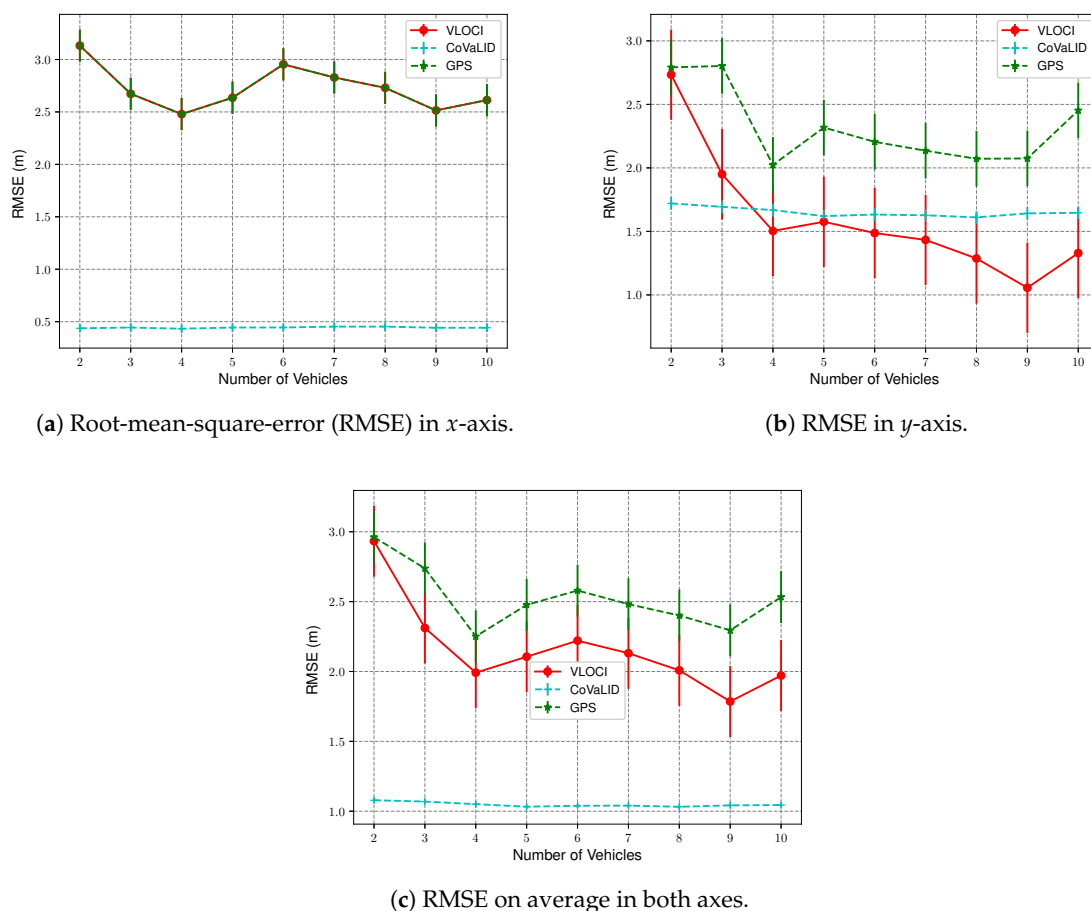 3.0
2.5
2.0
1.5
1.0
0.5
RMSE (m)
VLOCI
CoVaLID
GPS
2 3 4 5 6 7 8 9 10
Number of Vehicles
(a) Root-mean-square-error (RMSE) in x-axis.
3.0
2.5
2.0
1.5
1.0
RMSE (m)
VLOCI
CoVaLID
GPS
2 3 4 5 6 7 8 9 10
Number of Vehicles
(b) RMSE in y-axis.
3.0
2.5
2.0
1.5
1.0
RMSE (m)
VLOCI
CoVaLID
GPS
2 3 4 5 6 7 8 9 10
Number of Vehicles
(c) RMSE on average in both axes.